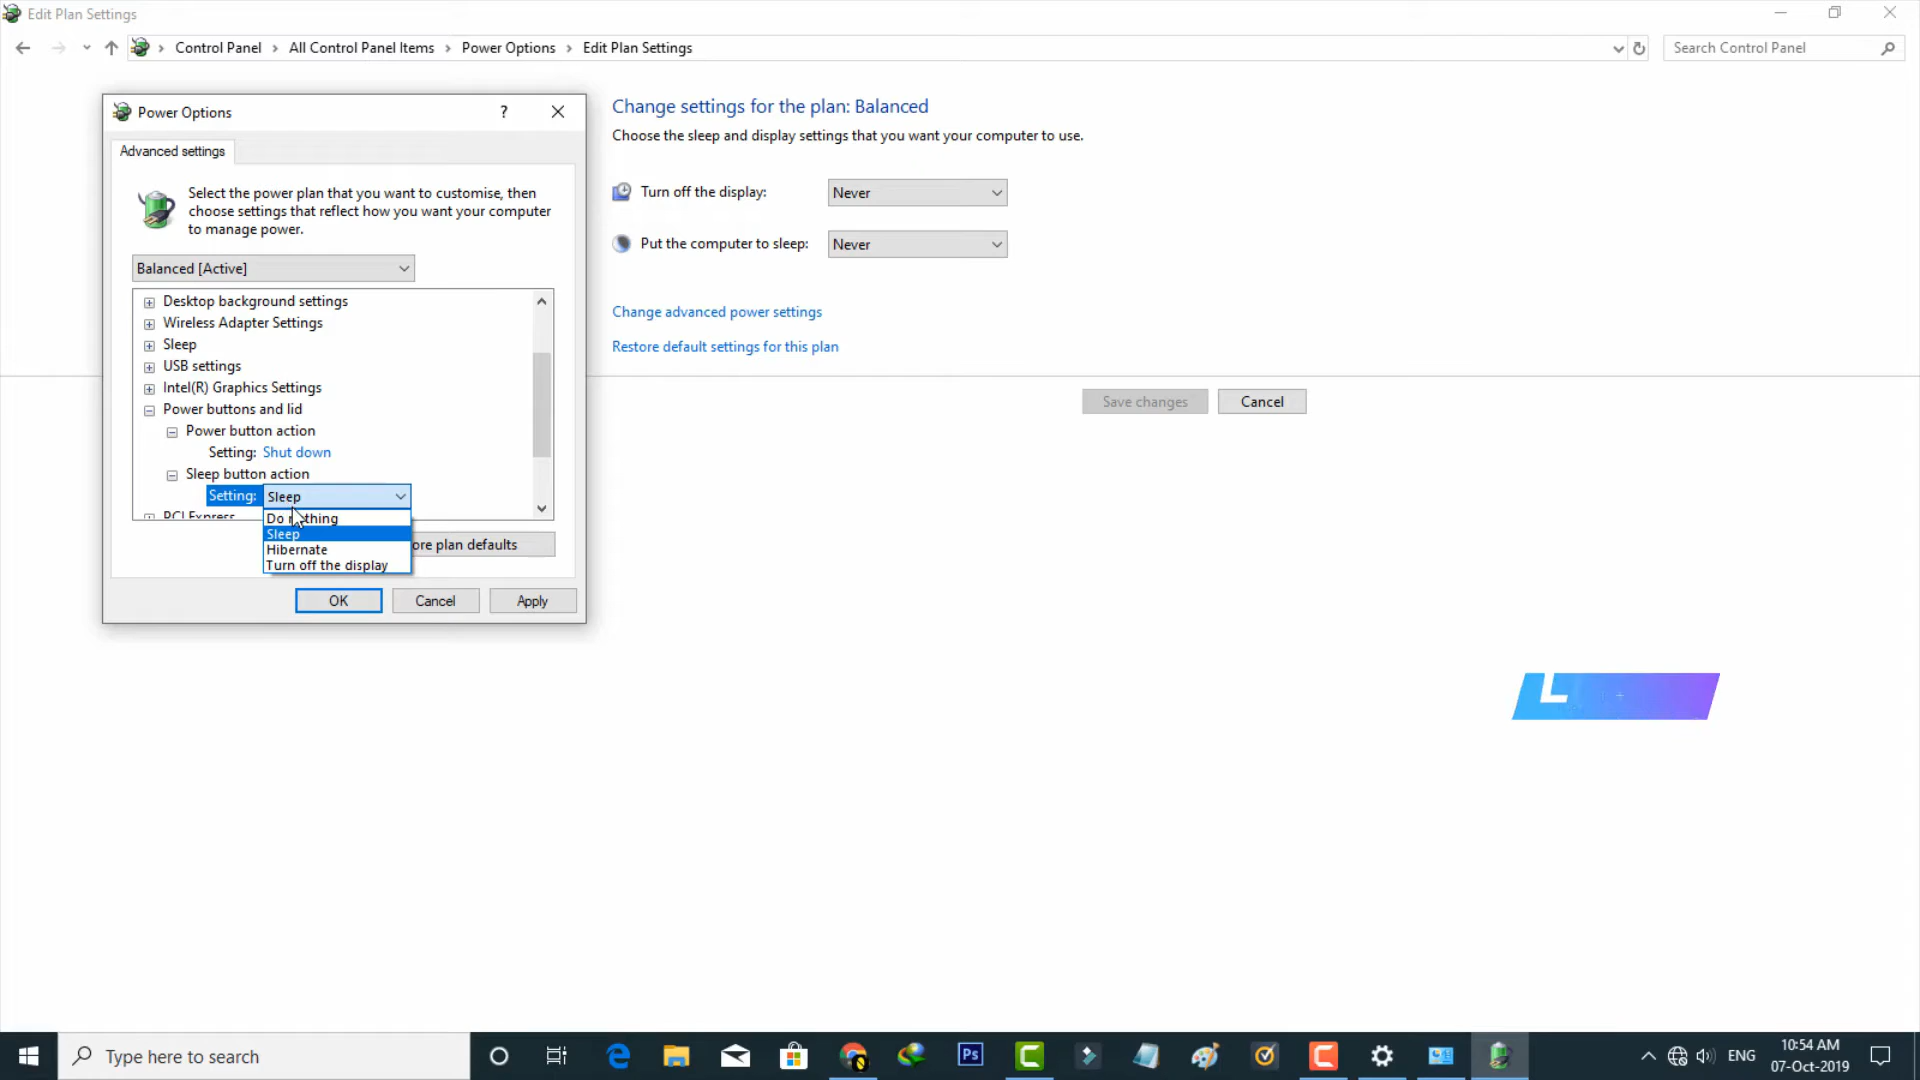 Edit Plan Settings
Control Panel
All Control Panel Items
Power Options
Edit Plan Settings
Search Control Panel
Power Options
?
Advanced settings
Select the power plan that you want to customise, then
choose settings that reflect how you want your computer
to manage power.
Balanced [Active]
Desktop background settings
Wireless Adapter Settings
Sleep
USB settings
Intel(R) Graphics Settings
Power buttons and lid
Power button action
Setting: Shut down
Sleep button action
Setting: Sleep
PCI Express
Do nothing
Sleep
Hibernate
Turn off the display
ore plan defaults
OK
Cancel
Apply
Change settings for the plan: Balanced
Choose the sleep and display settings that you want your computer to use.
Turn off the display:
Never
Put the computer to sleep:
Never
Change advanced power settings
Restore default settings for this plan
Save changes
Cancel
L
Type here to search
Ps
ENG
10:54 AM
07-Oct-2019